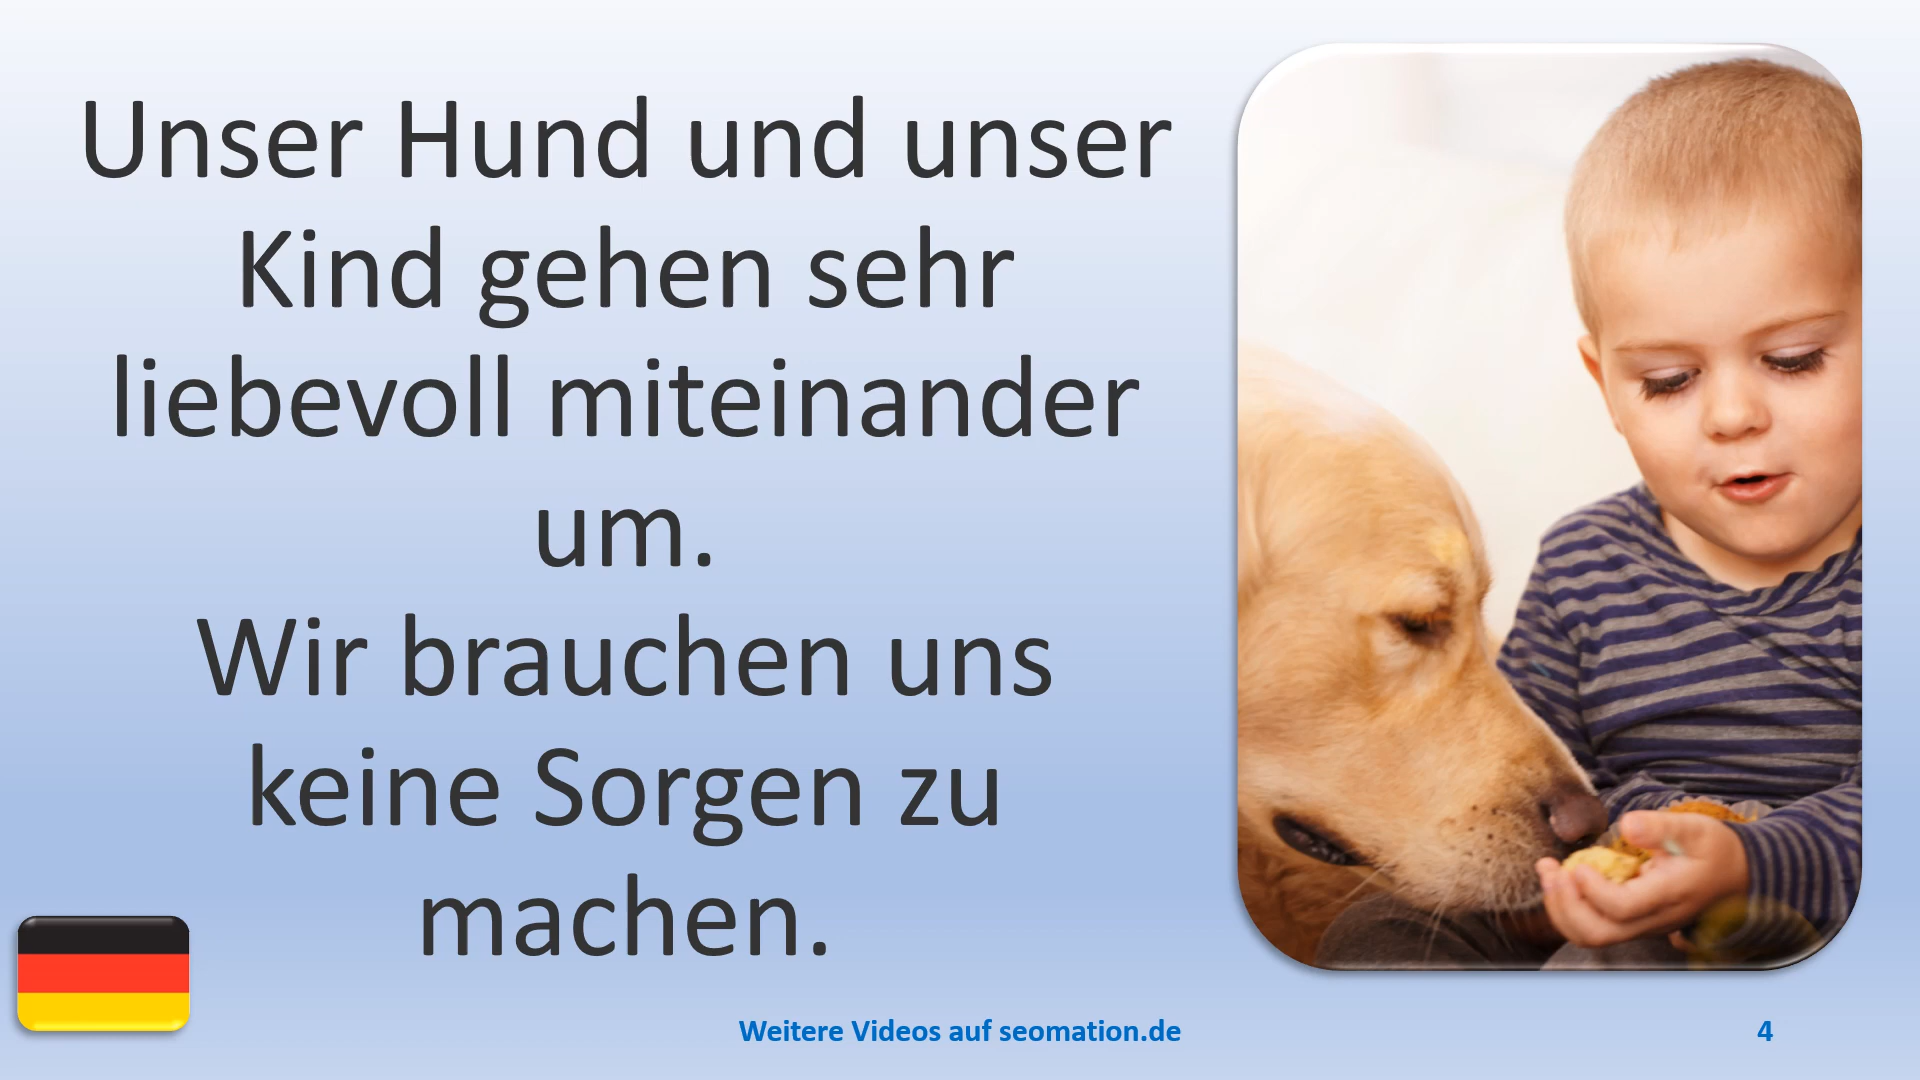 Unser Hund und unser
Kind gehen sehr
liebevoll miteinander
um.
Wir brauchen uns
keine Sorgen zu
machen.
Weitere Videos auf seomation.de
4